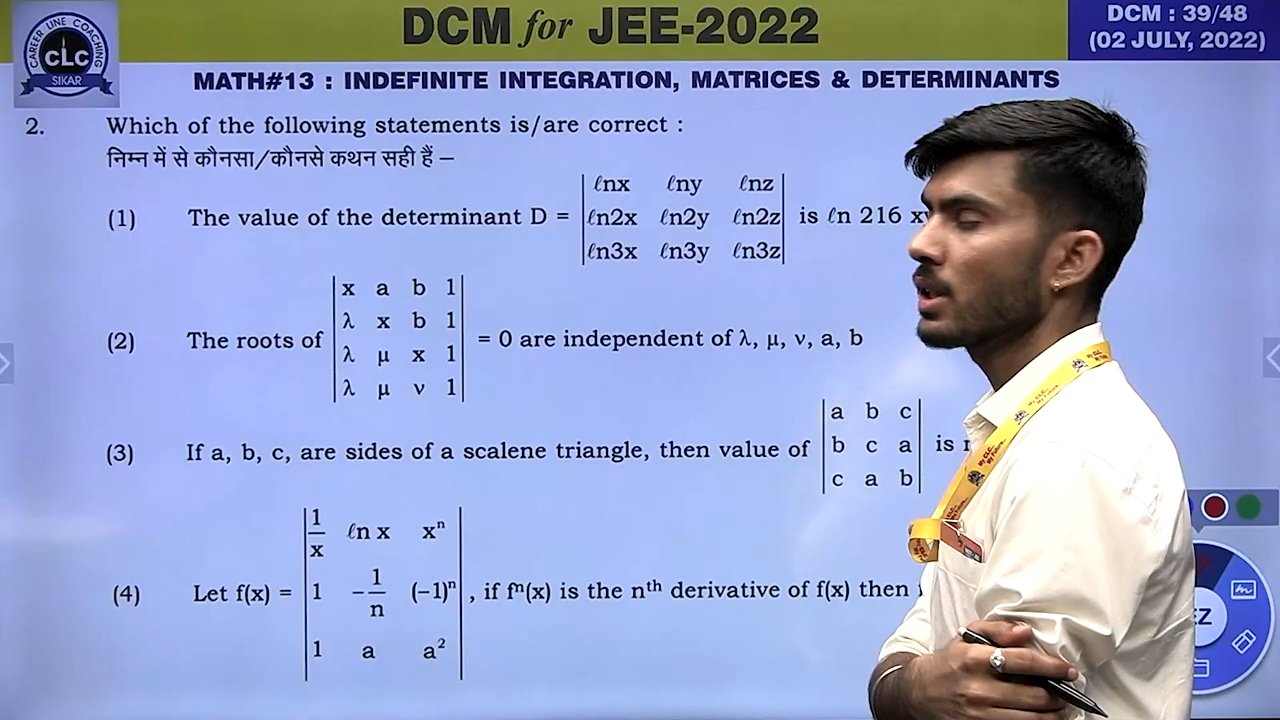 DCM for JEE-2022
DCM : 39/48
(02 JULY, 2022)
CAREER LINE COACHING
CLC
SIKAR
MATH#13 : INDEFINITE INTEGRATION, MATRICES & DETERMINANTS
2. Which of the following statements is/are correct :
निम्न में से कौनसा/कौनसे कथन सही हैं –
(1) The value of the determinant D = |ℓnx ℓny ℓnz| is ℓn 216
|ℓn2x ℓn2y ℓn2z|
|ℓn3x ℓn3y ℓn3z|
(2) The roots of |x a b 1| = 0 are independent of λ, μ, ν, a, b
|λ x b 1|
|λ μ x 1|
|λ μ ν 1|
(3) If a, b, c, are sides of a scalene triangle, then value of |a b c| is
|b c a|
|c a b|
(4) Let f(x) = |1/x ℓn x xⁿ| , if fⁿ(x) is the nᵗʰ derivative of f(x) then
|1 −1/n (−1)ⁿ|
|1 a a²|